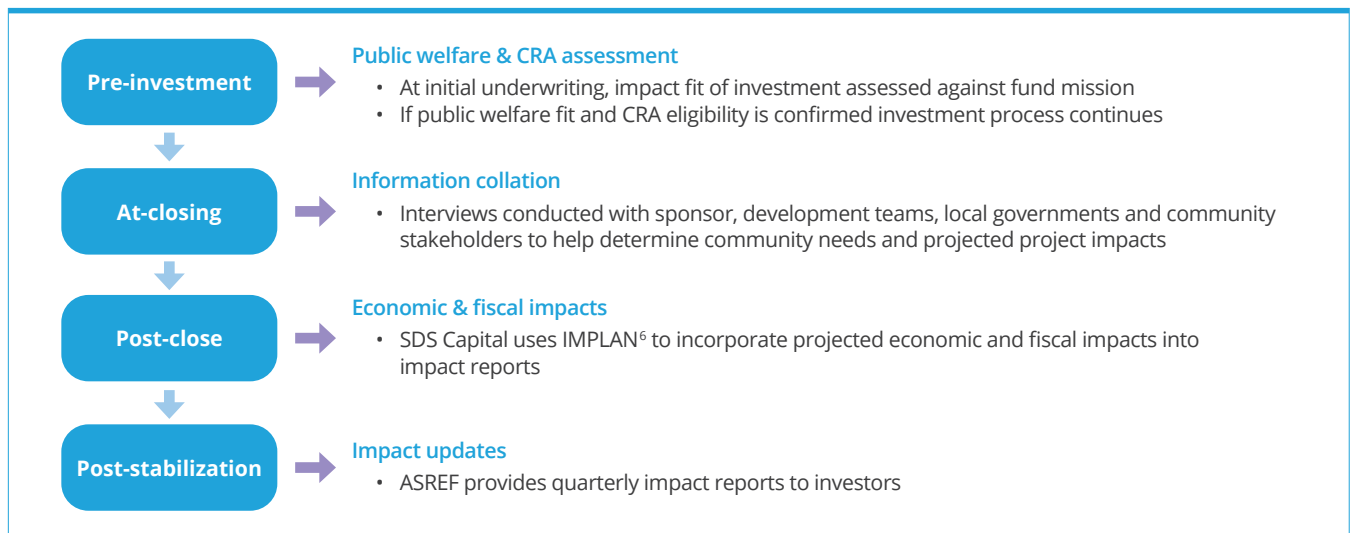 Pre-investment
Public welfare & CRA assessment
• At initial underwriting, impact fit of investment assessed against fund mission
• If public welfare fit and CRA eligibility is confirmed investment process continues
At-closing
Information collation
• Interviews conducted with sponsor, development teams, local governments and community
stakeholders to help determine community needs and projected project impacts
Post-close
Economic & fiscal impacts
• SDS Capital uses IMPLAN⁶ to incorporate projected economic and fiscal impacts into
impact reports
Post-stabilization
Impact updates
• ASREF provides quarterly impact reports to investors